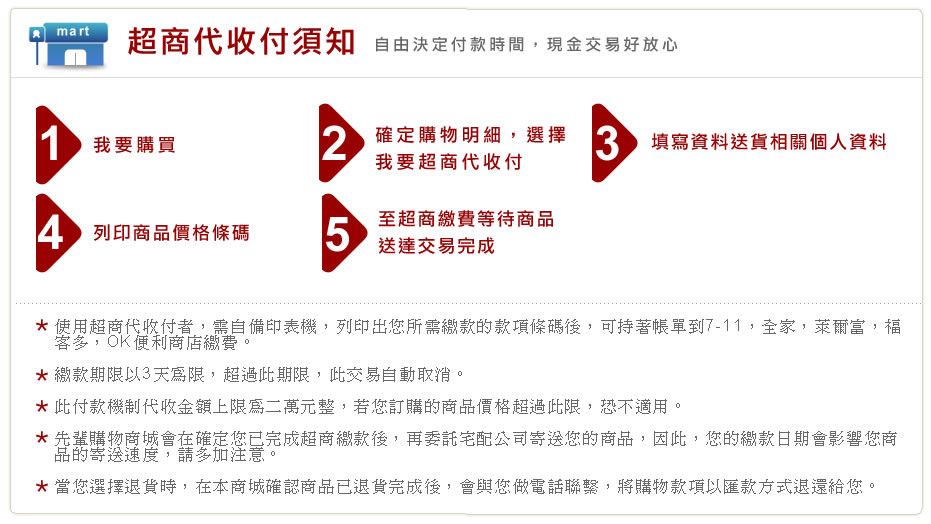 mart
超商代收付須知 自由決定付款時間，現金交易好放心
1 我要購買
2 確定購物明細，選擇
我要超商代收付
3 填寫資料送貨相關個人資料
4 列印商品價格條碼
5 至超商繳費等待商品
送達交易完成
* 使用超商代收付者，需自備印表機，列印出您所需繳款的款項條碼後，可持著帳單到7-11，全家，萊爾富，福
客多，OK便利商店繳費。
* 繳款期限以3天為限，超過此期限，此交易自動取消。
* 此付款機制代收金額上限為二萬元整，若您訂購的商品價格超過此限，恐不適用。
* 先輩購物商城會在確定您已完成超商繳款後，再委託宅配公司寄送您的商品，因此，您的繳款日期會影響您商
品的寄送速度，請多加注意。
* 當您選擇退貨時，在本商城確認商品已退貨完成後，會與您做電話聯繫，將購物款項以匯款方式退還給您。